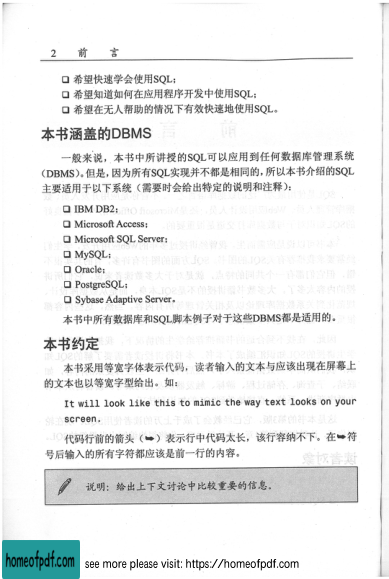 2 前 言
希望快速学会使用SQL;
希望知道如何在应用程序开发中使用SQL;
希望在无人帮助的情况下有效快速地使用SQL。
本书涵盖的DBMS
一般来说，本书中所讲授的SQL可以应用到任何数据库管理系统
(DBMS)。但是，因为所有SQL实现并不都是相同的，所以本书介绍的SQL
主要适用于以下系统（需要时会给出特定的说明和注释）:
IBM DB2;
Microsoft Access;
Microsoft SQL Server;
MySQL;
Oracle;
PostgreSQL;
Sybase Adaptive Server。
本书中所有数据库和SQL脚本例子对于这些DBMS都是适用的。
本书约定
本书采用等宽字体表示代码，读者输入的文本与应该出现在屏幕上
的文本也以等宽字型给出。如:
It will look like this to mimic the way text looks on your
screen.
代码行前的箭头（➥）表示行中代码太长，该行容纳不下。在➥符
号后输入的所有字符都应该是前一行的内容。
说明：给出上下文讨论中比较重要的信息。
homeofpdf.com
see more please visit: https://homeofpdf.com